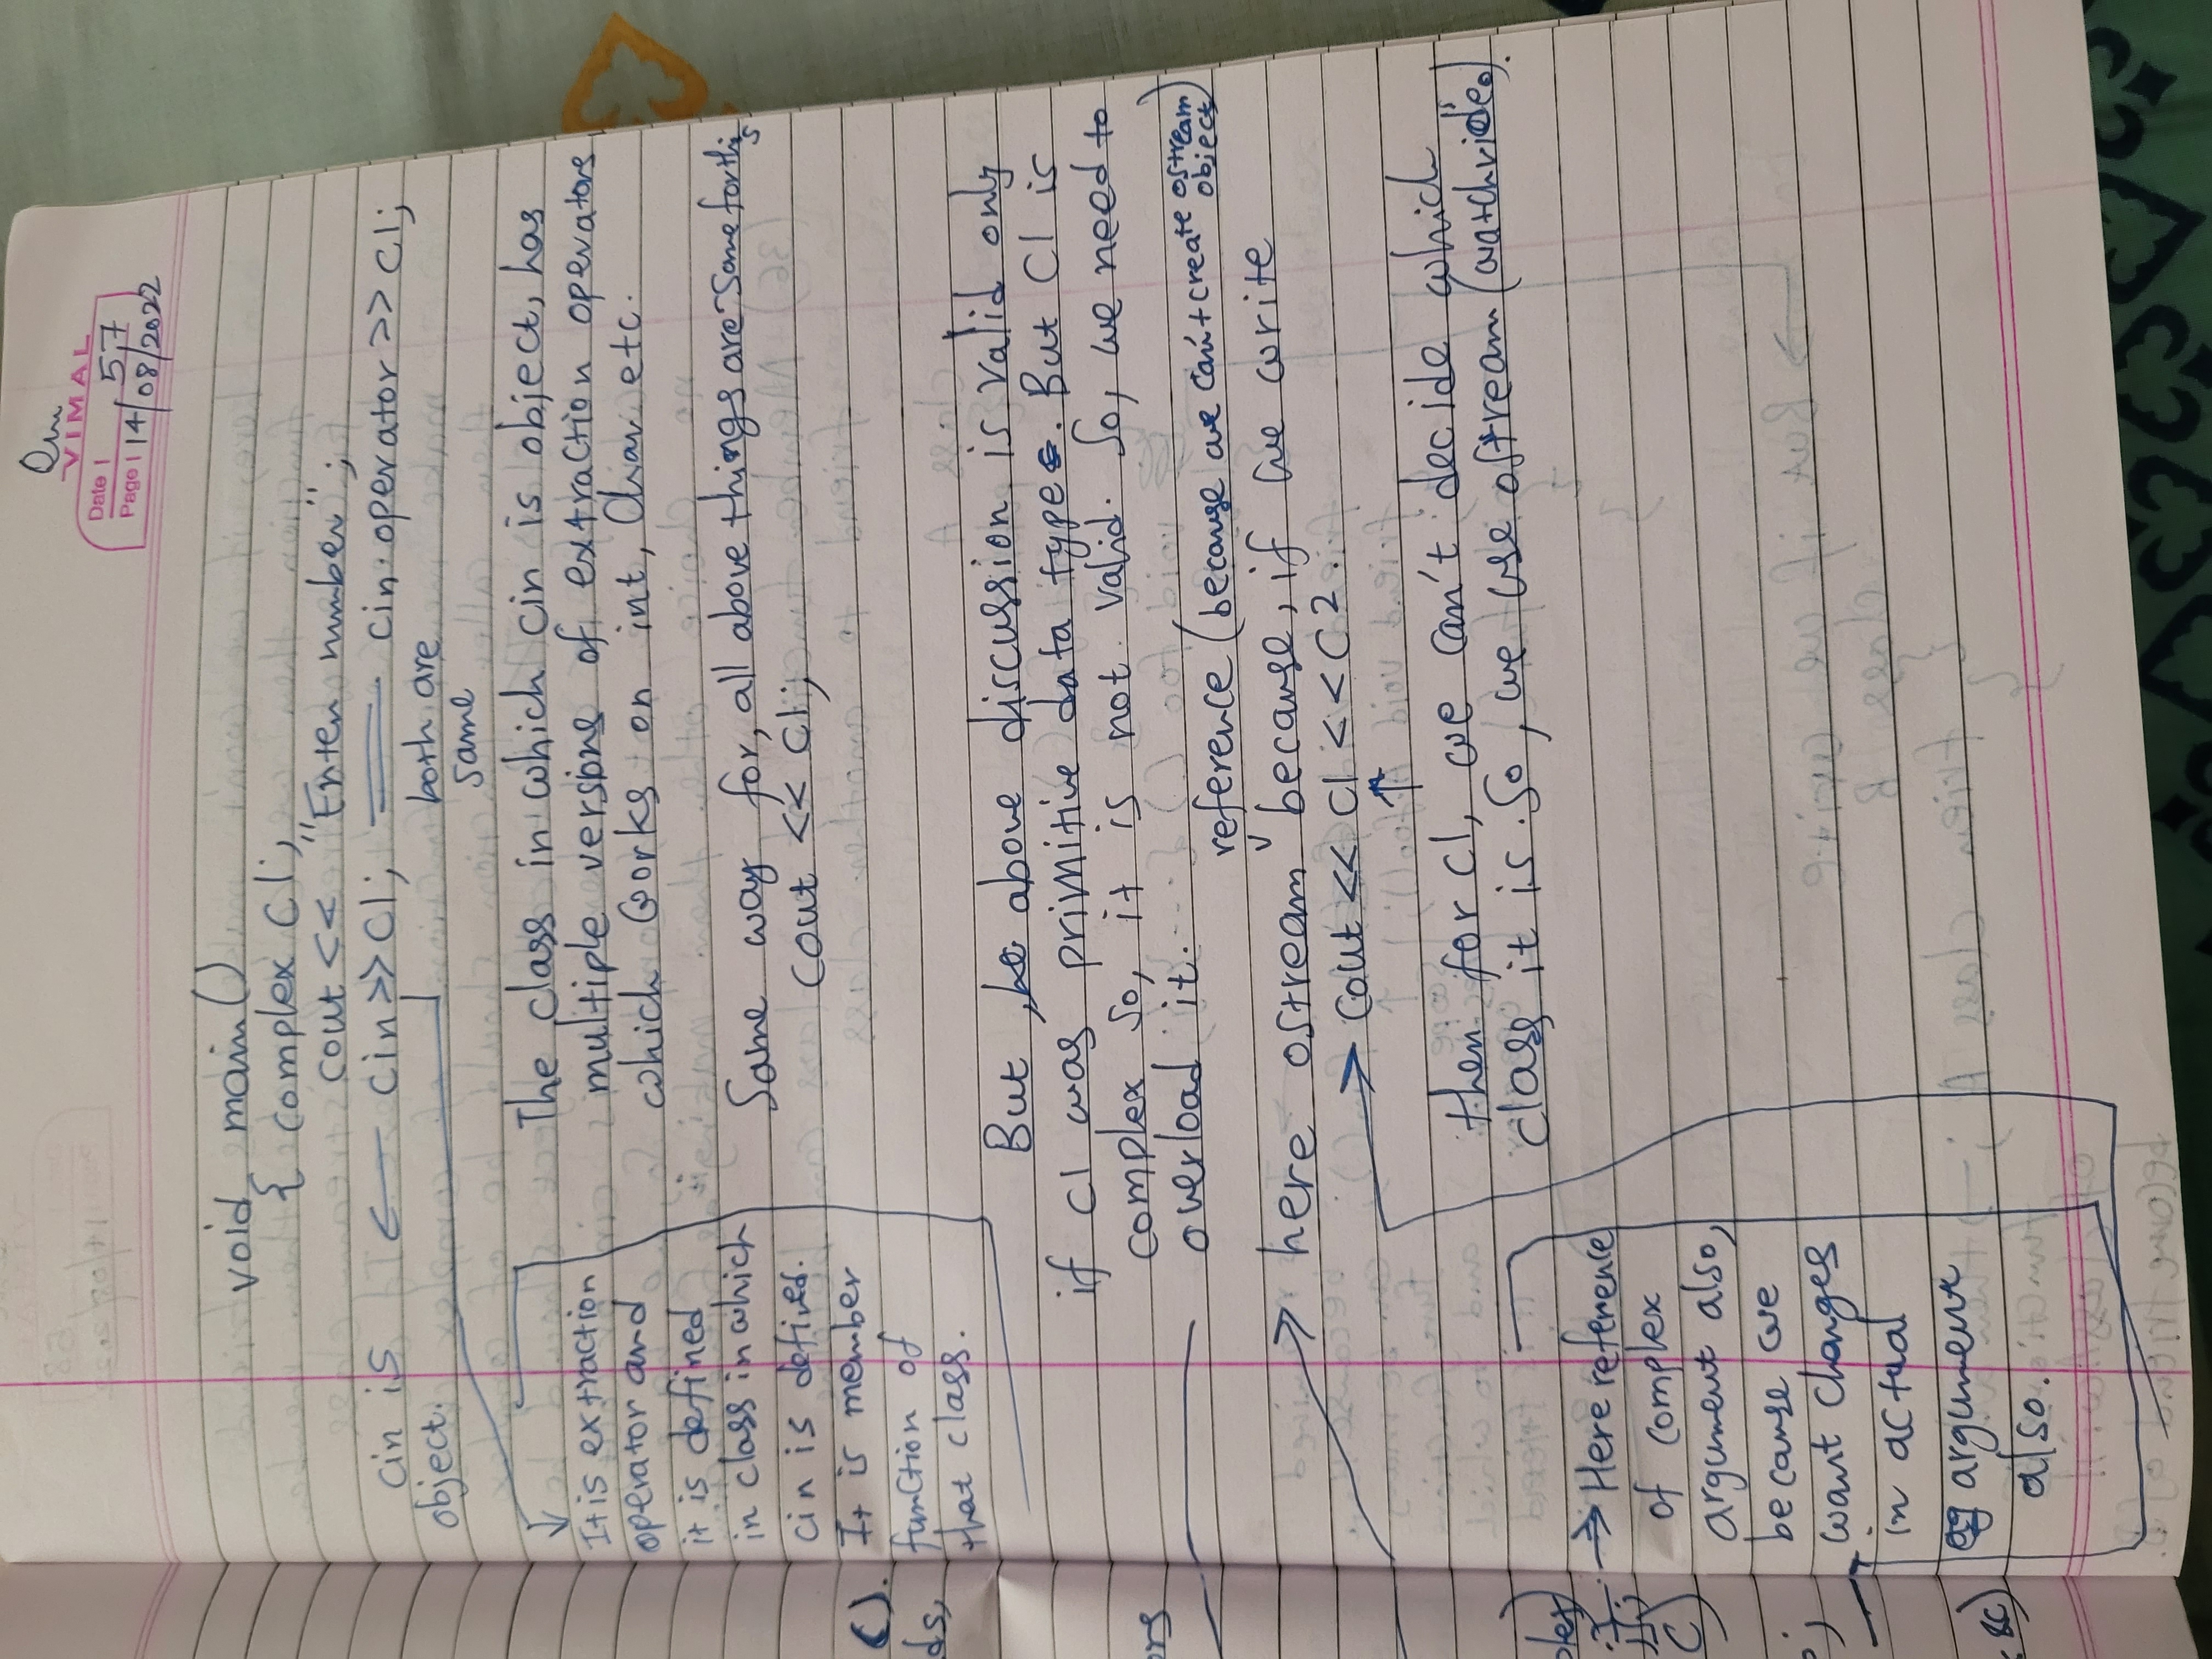 Om
VIMAL
Date | 57
Page | 14/08/2022
void main()
{ complex C1;
cout << "Enter number";
cin is ← cin>>C1; = cin. operator >> C1;
object. both are
same
The class in which cin is object, has
multiple versions of extraction operators
which Works on int, Char etc.
Same way for, all above things are same for this
cout << C1;
It is extraction
operator and
it is defined
in class in which
cin is defined.
It is member
function of
that class.
But, above discussion is valid only
if C1 was primitive data type. But C1 is
complex so, it is not valid. So, we need to
overload it.
reference (because we can't create ostream
object)
→ here ostream ˅ because, if we write
→ cout << C1 << C2.
↑
then for C1, we can't decide which
class it is. So, we use ostream (watch video).
→ Here reference
of complex
argument also,
because we
want changes
in actual
argument
also.
().
ds,
ors
plex)
C)